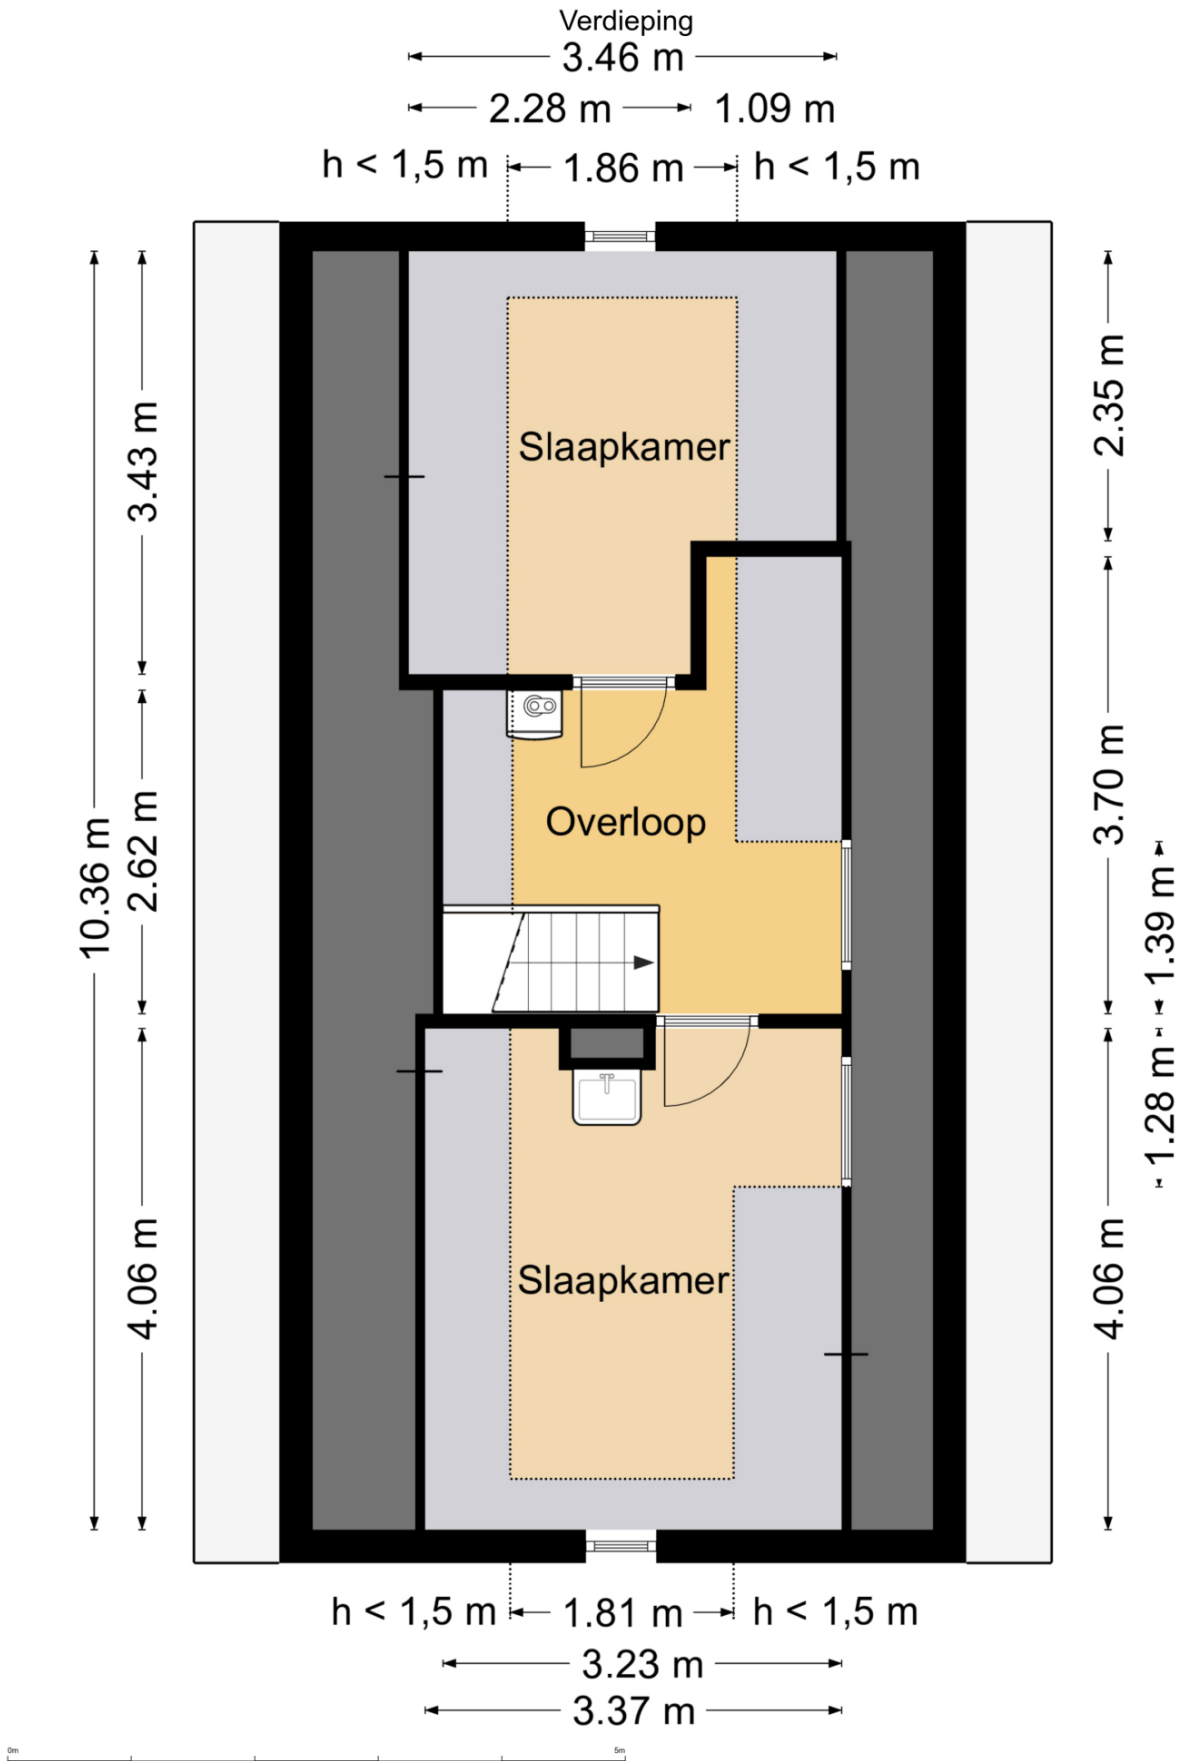 Verdieping
3.46 m
2.28 m 1.09 m
h < 1,5 m 1.86 m h < 1,5 m
3.43 m
2.35 m
Slaapkamer
10.36 m
2.62 m
Overloop
3.70 m
1.39 m
1.28 m
4.06 m
Slaapkamer
4.06 m
h < 1,5 m 1.81 m h < 1,5 m
3.23 m
3.37 m
0m 5m